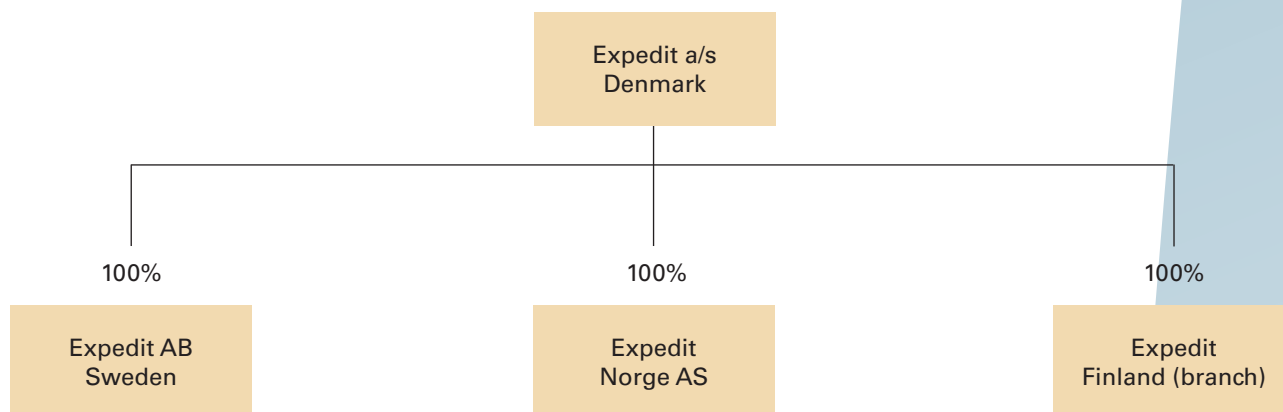 Expedit a/s
Denmark
100%
100%
100%
Expedit AB
Sweden
Expedit
Norge AS
Expedit
Finland (branch)